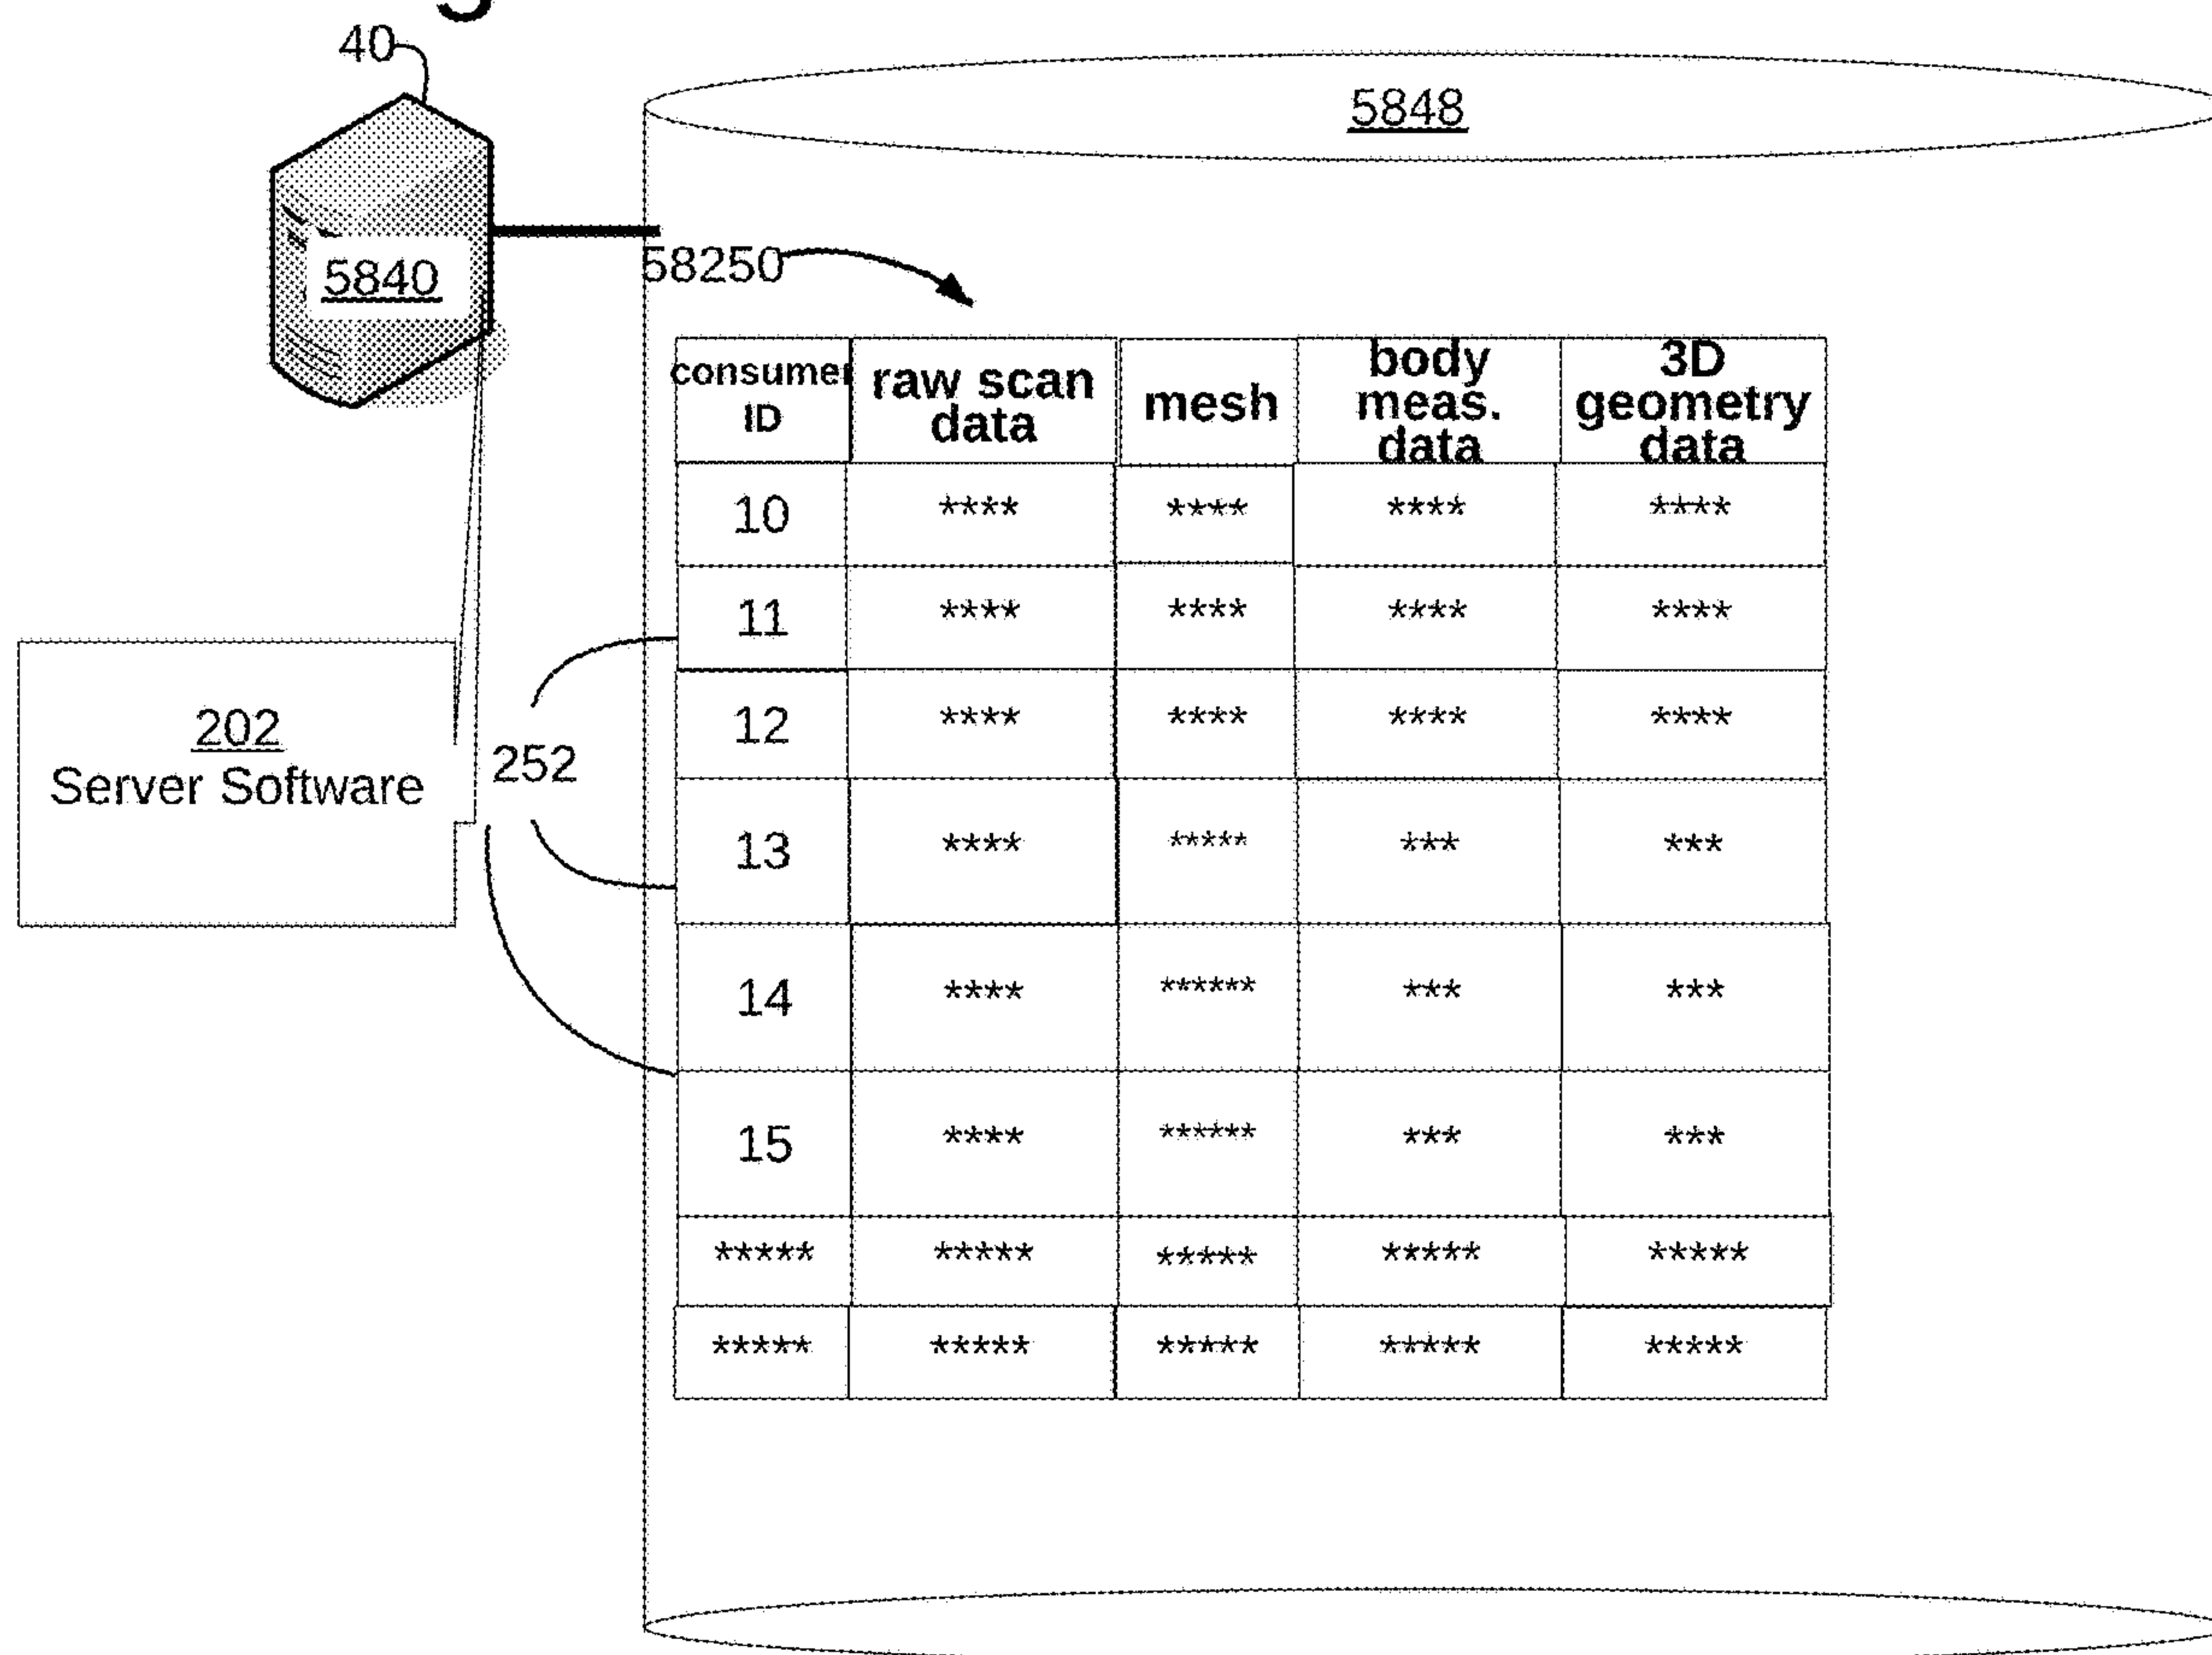 40
5848
5840
58250
consumer ID
raw scan data
mesh
body meas. data
3D geometry data
10 **** **** **** ****
11 **** **** **** ****
12 **** **** **** ****
13 **** ***** *** ***
14 **** ****** *** ***
15 **** ****** *** ***
***** ***** ***** ***** *****
***** ***** ***** ***** *****
202
Server Software
252